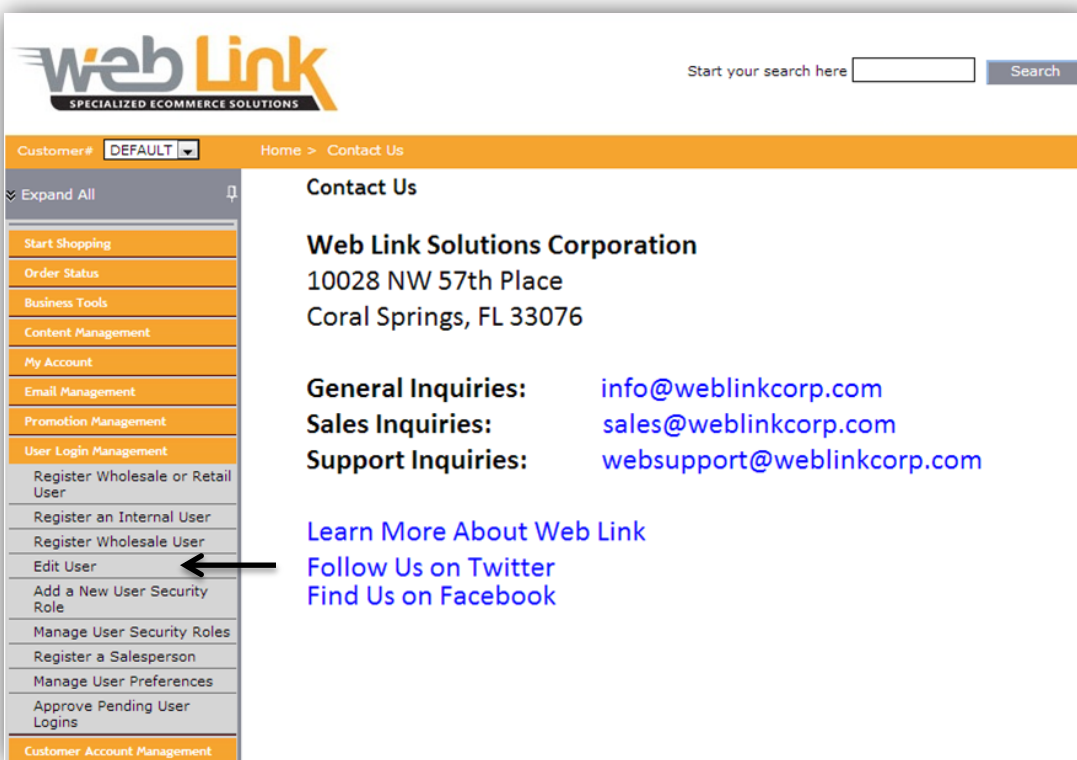 web Link
SPECIALIZED ECOMMERCE SOLUTIONS
Start your search here
Search
Customer# DEFAULT
Home > Contact Us
Expand All
Start Shopping
Order Status
Business Tools
Content Management
My Account
Email Management
Promotion Management
User Login Management
Register Wholesale or Retail
User
Register an Internal User
Register Wholesale User
Edit User
Add a New User Security
Role
Manage User Security Roles
Register a Salesperson
Manage User Preferences
Approve Pending User
Logins
Customer Account Management
Contact Us
Web Link Solutions Corporation
10028 NW 57th Place
Coral Springs, FL 33076
General Inquiries: info@weblinkcorp.com
Sales Inquiries: sales@weblinkcorp.com
Support Inquiries: websupport@weblinkcorp.com
Learn More About Web Link
Follow Us on Twitter
Find Us on Facebook